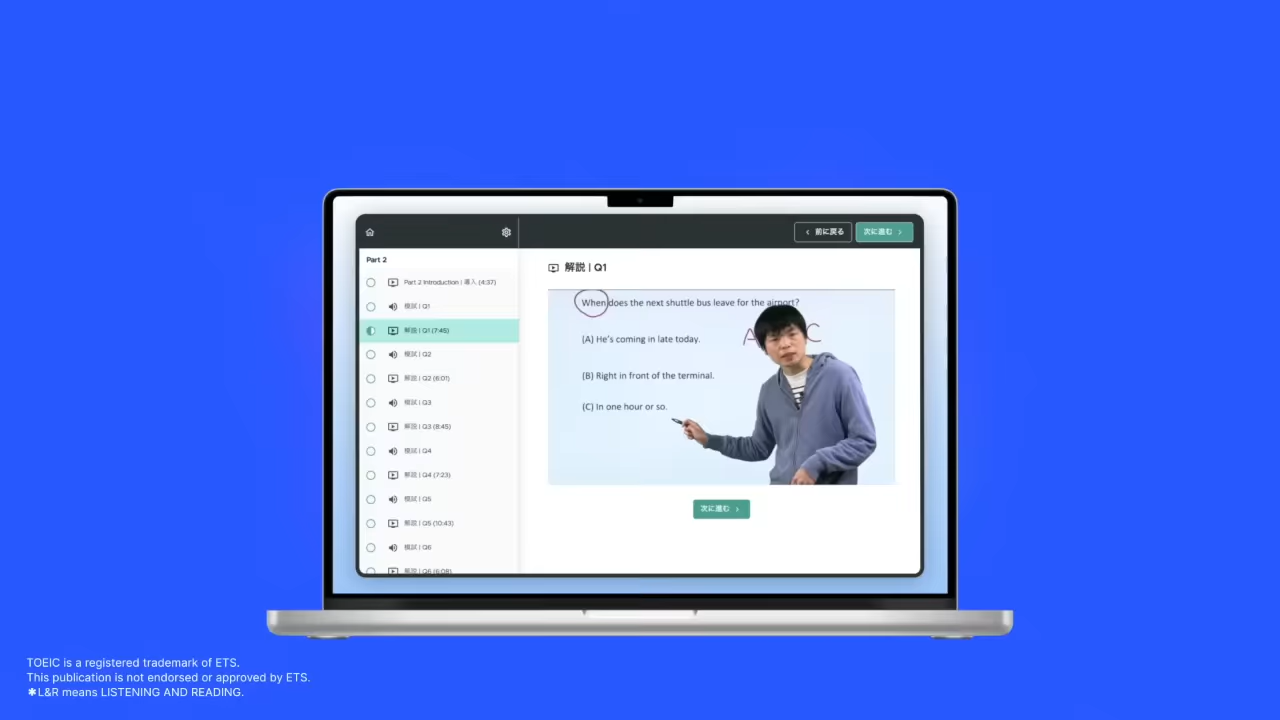 < 前に戻る
次に進む >
Part 2
Part 2 Introduction | 導入 (4:37)
模試 | Q1
解説 | Q1 (7:45)
模試 | Q2
解説 | Q2 (6:01)
模試 | Q3
解説 | Q3 (8:45)
模試 | Q4
解説 | Q4 (7:23)
模試 | Q5
解説 | Q5 (10:43)
模試 | Q6
解説 | Q6 (6:08)
解説 | Q1
When does the next shuttle bus leave for the airport?
(A) He's coming in late today.
(B) Right in front of the terminal.
(C) In one hour or so.
A
C
次に進む >
TOEIC is a registered trademark of ETS.
This publication is not endorsed or approved by ETS.
*L&R means LISTENING AND READING.